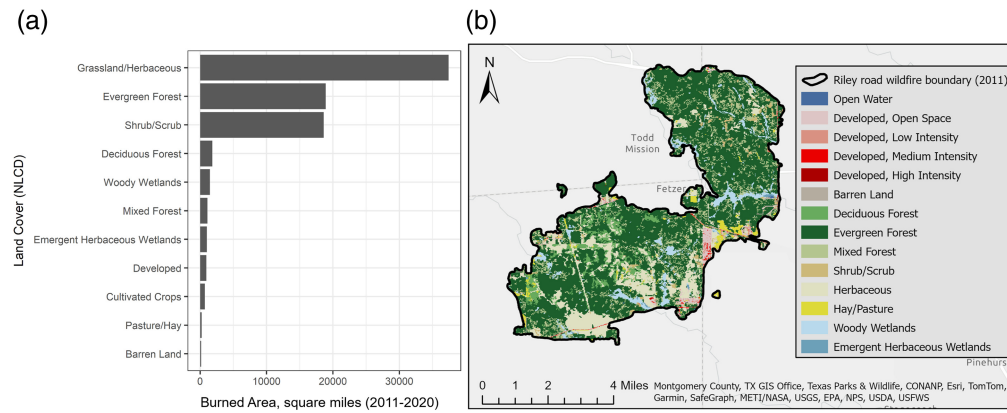 (a)
Land Cover (NLCD)
Grassland/Herbaceous
Evergreen Forest
Shrub/Scrub
Deciduous Forest
Woody Wetlands
Mixed Forest
Emergent Herbaceous Wetlands
Developed
Cultivated Crops
Pasture/Hay
Barren Land
0 10000 20000 30000
Burned Area, square miles (2011-2020)
(b)
N
Todd
Mission
Fetzer
Riley road wildfire boundary (2011)
Open Water
Developed, Open Space
Developed, Low Intensity
Developed, Medium Intensity
Developed, High Intensity
Barren Land
Deciduous Forest
Evergreen Forest
Mixed Forest
Shrub/Scrub
Herbaceous
Hay/Pasture
Woody Wetlands
Emergent Herbaceous Wetlands
Pinehurs
0 1 2 4 Miles
Montgomery County, TX GIS Office, Texas Parks & Wildlife, CONANP, Esri, TomTom,
Garmin, SafeGraph, METI/NASA, USGS, EPA, NPS, USDA, USFWS